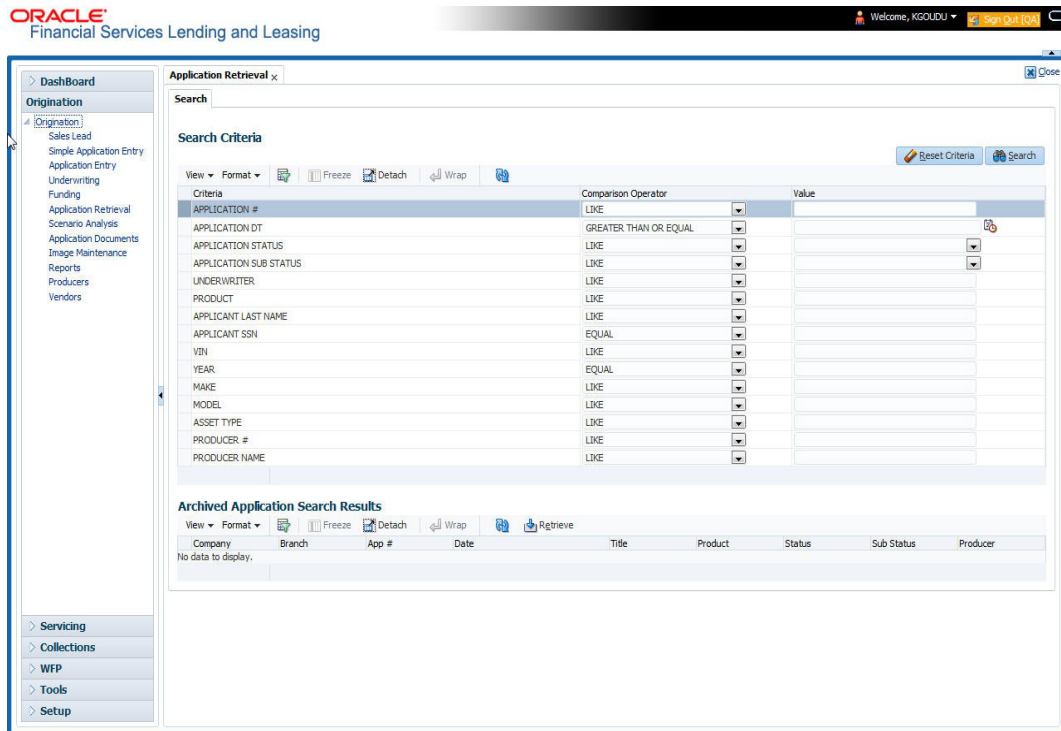 ORACLE
Financial Services Lending and Leasing
Welcome, KGOUDU
Sign Out [QA]
DashBoard
Origination
Origination
Sales Lead
Simple Application Entry
Application Entry
Underwriting
Funding
Application Retrieval
Scenario Analysis
Application Documents
Image Maintenance
Reports
Producers
Vendors
Servicing
Collections
WFP
Tools
Setup
Application Retrieval x
Close
Search
Search Criteria
Reset Criteria Search
View Format Freeze Detach Wrap
Criteria Comparison Operator Value
APPLICATION # LIKE
APPLICATION DT GREATER THAN OR EQUAL
APPLICATION STATUS LIKE
APPLICATION SUB STATUS LIKE
UNDERWRITER LIKE
PRODUCT LIKE
APPLICANT LAST NAME LIKE
APPLICANT SSN EQUAL
VIN LIKE
YEAR EQUAL
MAKE LIKE
MODEL LIKE
ASSET TYPE LIKE
PRODUCER # LIKE
PRODUCER NAME LIKE
Archived Application Search Results
View Format Freeze Detach Wrap Retrieve
Company Branch App # Date Title Product Status Sub Status Producer
No data to display.